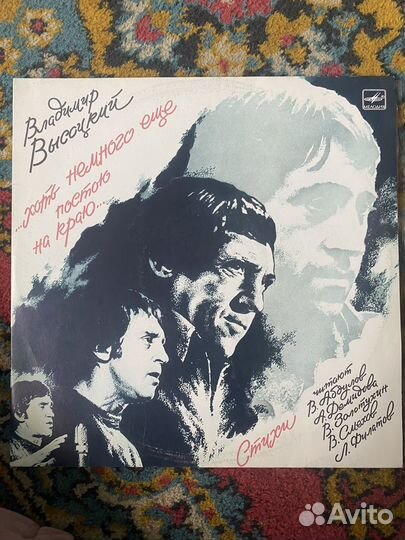 Владимир
Высоцкий
МЕЛОДИЯ
...хоть немного еще
постою
на краю...
Стихи
читают
В. Абдулов
А. Демидова
В. Золотухин
В. Смехов
Л. Филатов
Avito